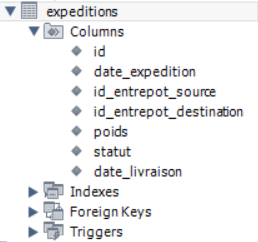 expeditions
Columns
id
date_expedition
id_entrepot_source
id_entrepot_destination
poids
statut
date_livraison
Indexes
Foreign Keys
Triggers